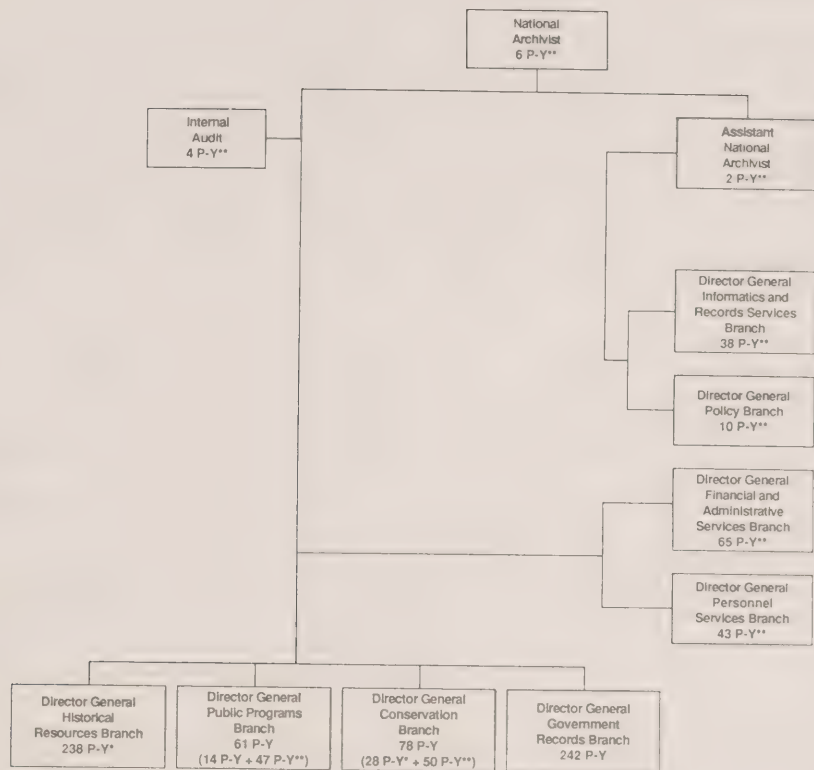 National
Archivist
6 P-Y**
Internal
Audit
4 P-Y**
Assistant
National
Archivist
2 P-Y**
Director General
Informatics and
Records Services
Branch
38 P-Y**
Director General
Policy Branch
10 P-Y**
Director General
Financial and
Administrative
Services Branch
65 P-Y**
Director General
Personnel
Services Branch
43 P-Y**
Director General
Historical
Resources Branch
238 P-Y*
Director General
Public Programs
Branch
61 P-Y
(14 P-Y + 47 P-Y**)
Director General
Conservation
Branch
78 P-Y
(28 P-Y* + 50 P-Y**)
Director General
Government
Records Branch
242 P-Y